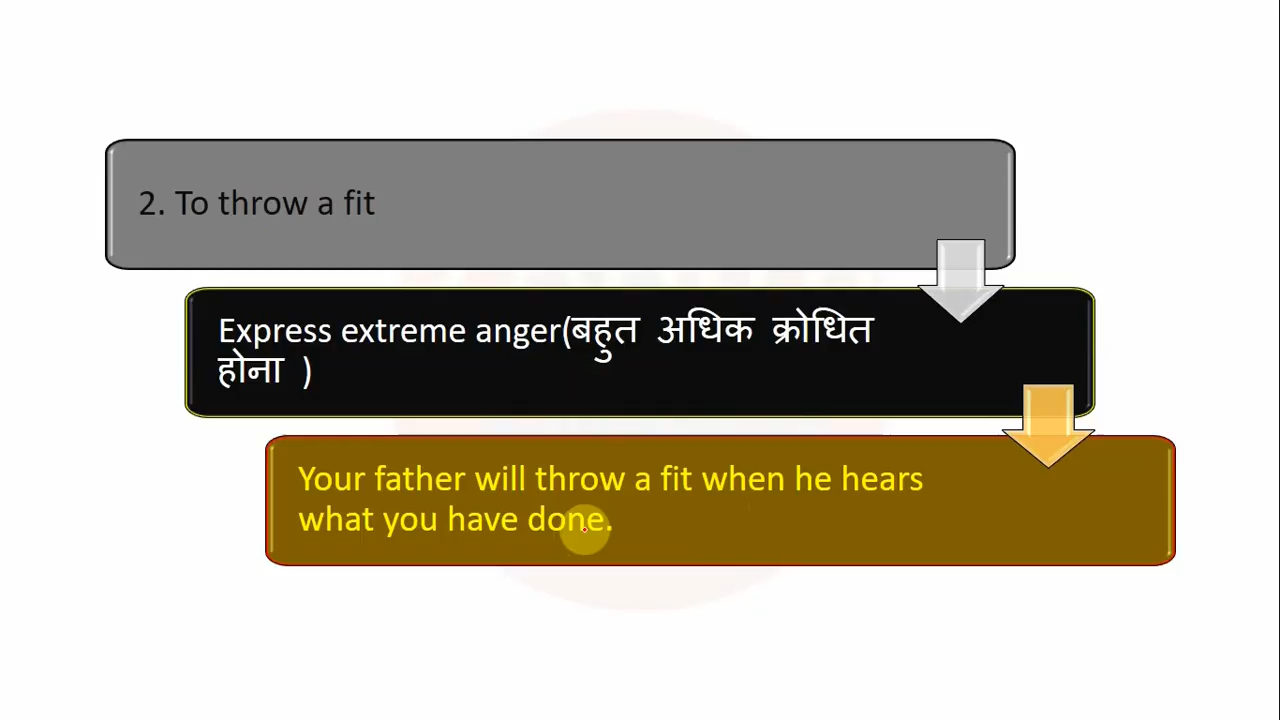 2. To throw a fit
Express extreme anger(बहुत अधिक क्रोधित
होना )
Your father will throw a fit when he hears
what you have done.